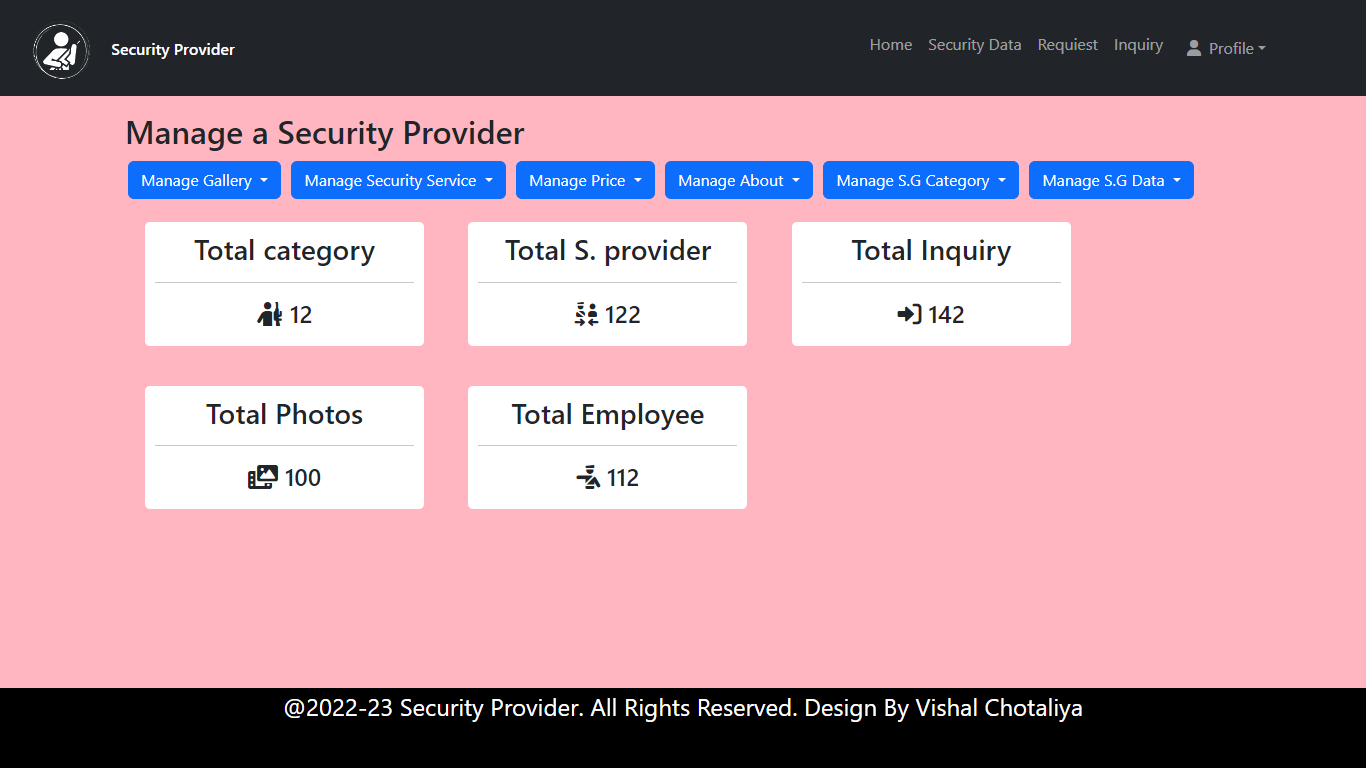 Security Provider
Home Security Data Requiest Inquiry Profile
Manage a Security Provider
Manage Gallery Manage Security Service Manage Price Manage About Manage S.G Category Manage S.G Data
Total category Total S. provider Total Inquiry
12 122 142
Total Photos Total Employee
100 112
@2022-23 Security Provider. All Rights Reserved. Design By Vishal Chotaliya